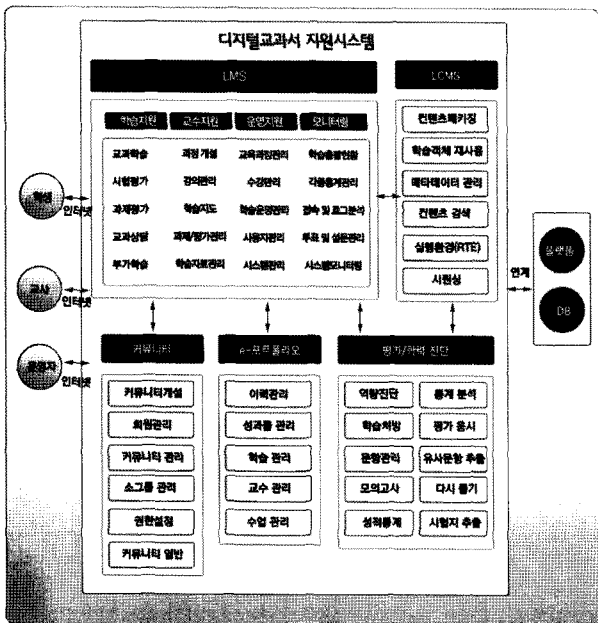 디지털교과서 지원시스템
LMS
LCMS
학습지원 교수지원 운영지원 모니터링
교과학습 과정 개설 교육과정관리 학습종합현황
시험평가 강의관리 수강관리 각종통계관리
과제평가 학습지도 학습운영관리 접속 및 로그분석
교과상담 과제/평가관리 사용자관리 투표 및 설문관리
부가학습 학습자료관리 시스템관리 시스템모니터링
컨텐츠패키징
학습객체 재사용
메타데이터 관리
컨텐츠 검색
실행환경(RTE)
시퀀싱
학생
인터넷
교사
인터넷
운영자
인터넷
연계
플랫폼
DB
커뮤니티
커뮤니티개설
회원관리
커뮤니티 관리
소그룹 관리
권한설정
커뮤니티 일반
e-포트폴리오
이력관리
성과물 관리
학습 관리
교수 관리
수업 관리
평가/학력 진단
역량진단 통계 분석
학습처방 평가 응시
문항관리 유사문항 추출
모의고사 다시 풀기
성적통계 시험지 추출